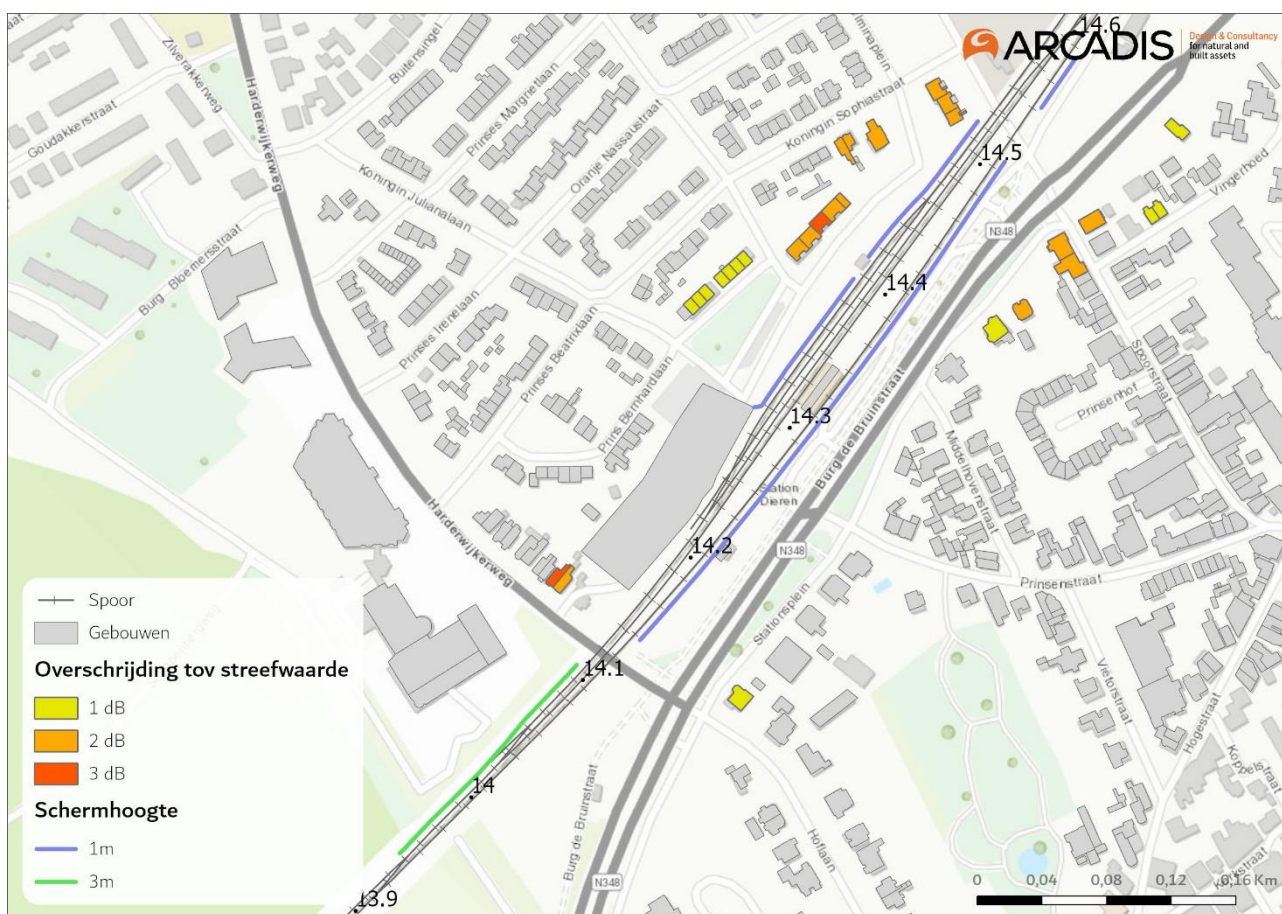 14.6
ARCADIS
Design & Consultancy
for natural and
built assets
Zilverakkerweg
Buitensingel
Goudakkerstraat
Harderwijkerweg
Prinses Margrietlaan
Koningin Sophiastraat
Oranje Nassaustraat
14.5
Vingerhoed
Koningin Julianalaan
N348
Burg Bloemersstraat
14.4
Prinses Irenelaan
Prinses Beatrixlaan
Spoorstraat
Prins Bernhardlaan
Prinsenhof
14.3
Burg de Bruinstraat
Middelhovenstraat
Station
Dieren
Harderwijkerweg
14.2
N348
Prinsenstraat
Stationsplein
Spoor
Gebouwen
Overschrijding tov streefwaarde
14.1
Viëtorstraat
Hogestraat
1 dB
2 dB
3 dB
14
Schermhoogte
1m
3m
Burg de Bruinstraat
Hoflaan
N348
13.9
0 0,04 0,08 0,12 0,16 Km